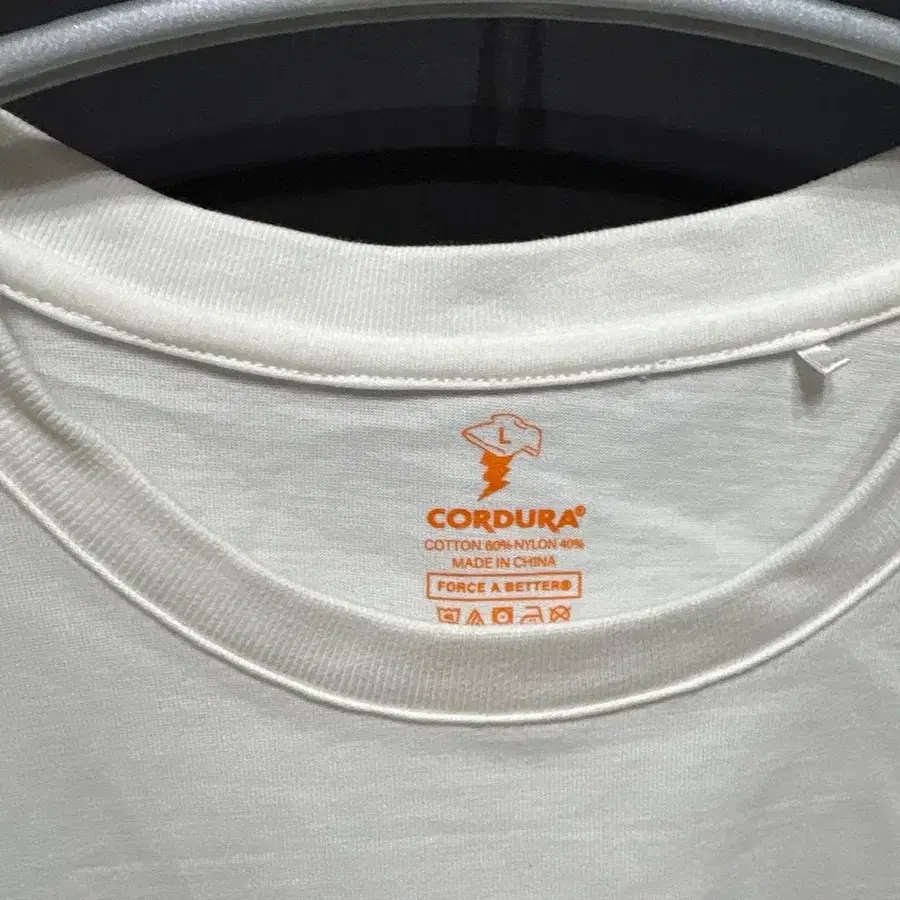 L
CORDURA®
COTTON 60% NYLON 40%
MADE IN CHINA
FORCE A BETTER®